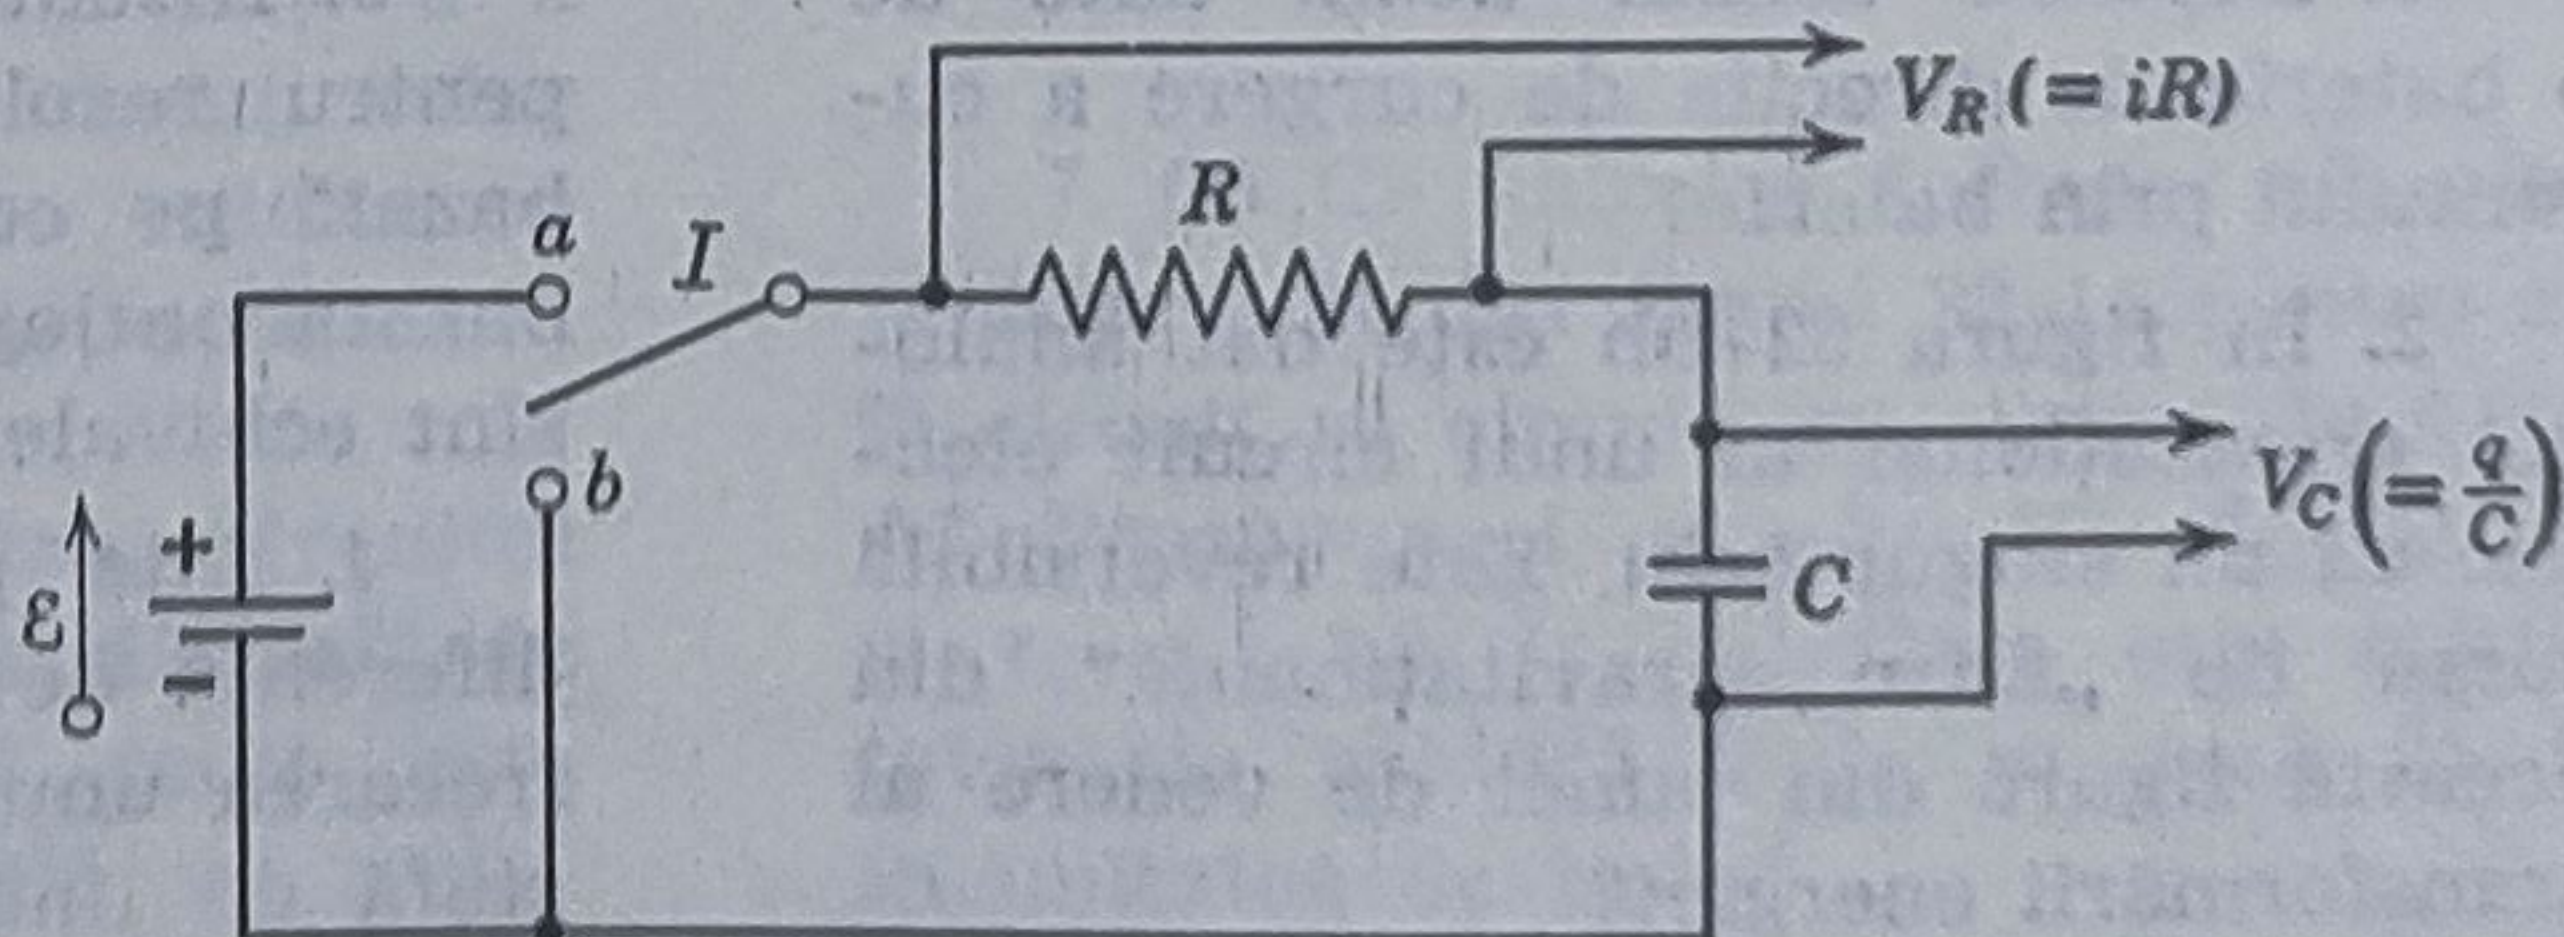 V_R (= iR)
R
a
I
b
+
ℰ
−
V_C (= q/C)
C